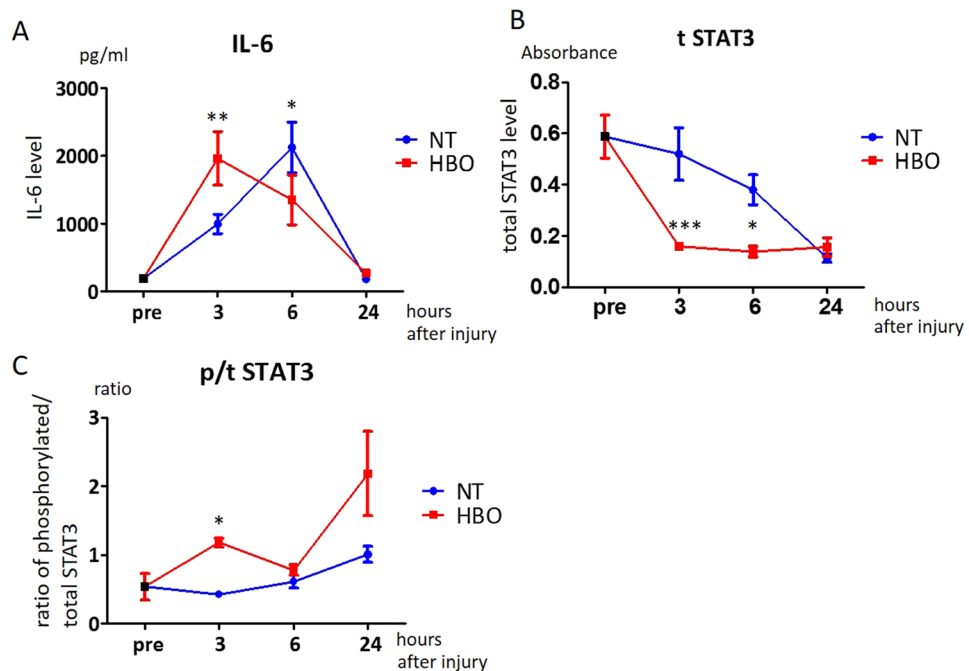 A
IL-6
pg/ml
IL-6 level
3000
2000
1000
0
**
*
NT
HBO
pre 3 6 24
hours
after injury
B
t STAT3
Absorbance
total STAT3 level
0.8
0.6
0.4
0.2
0.0
***
*
NT
HBO
pre 3 6 24
hours
after injury
C
p/t STAT3
ratio
ratio of phosphorylated/
total STAT3
3
2
1
0
*
NT
HBO
pre 3 6 24
hours
after injury